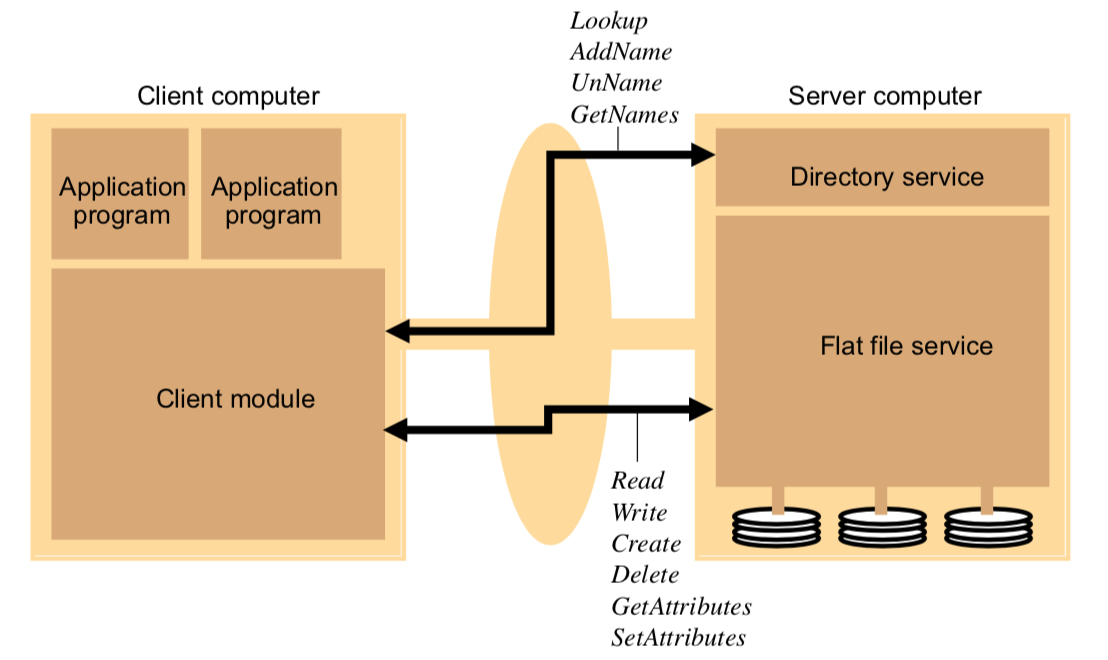 Lookup
AddName
UnName
GetNames
Client computer
Server computer
Application
program
Application
program
Directory service
Flat file service
Client module
Read
Write
Create
Delete
GetAttributes
SetAttributes